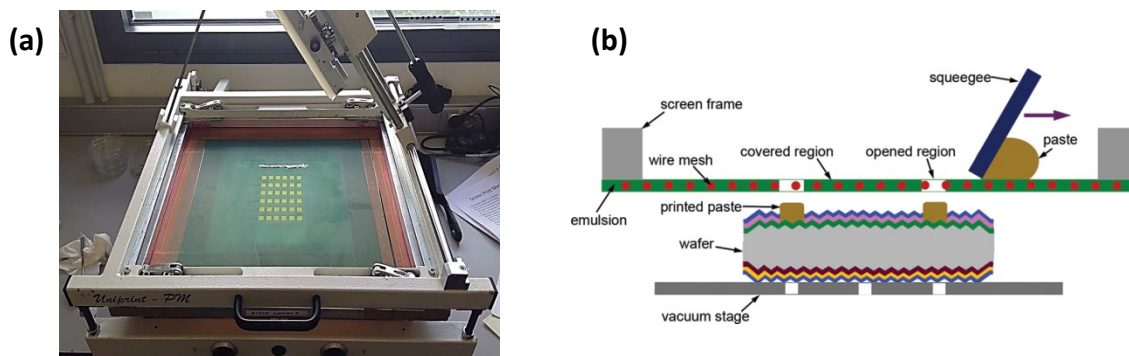 (a)
Uniprint - PM
(b)
squeegee
screen frame
paste
wire mesh
covered region
opened region
emulsion
printed paste
wafer
vacuum stage